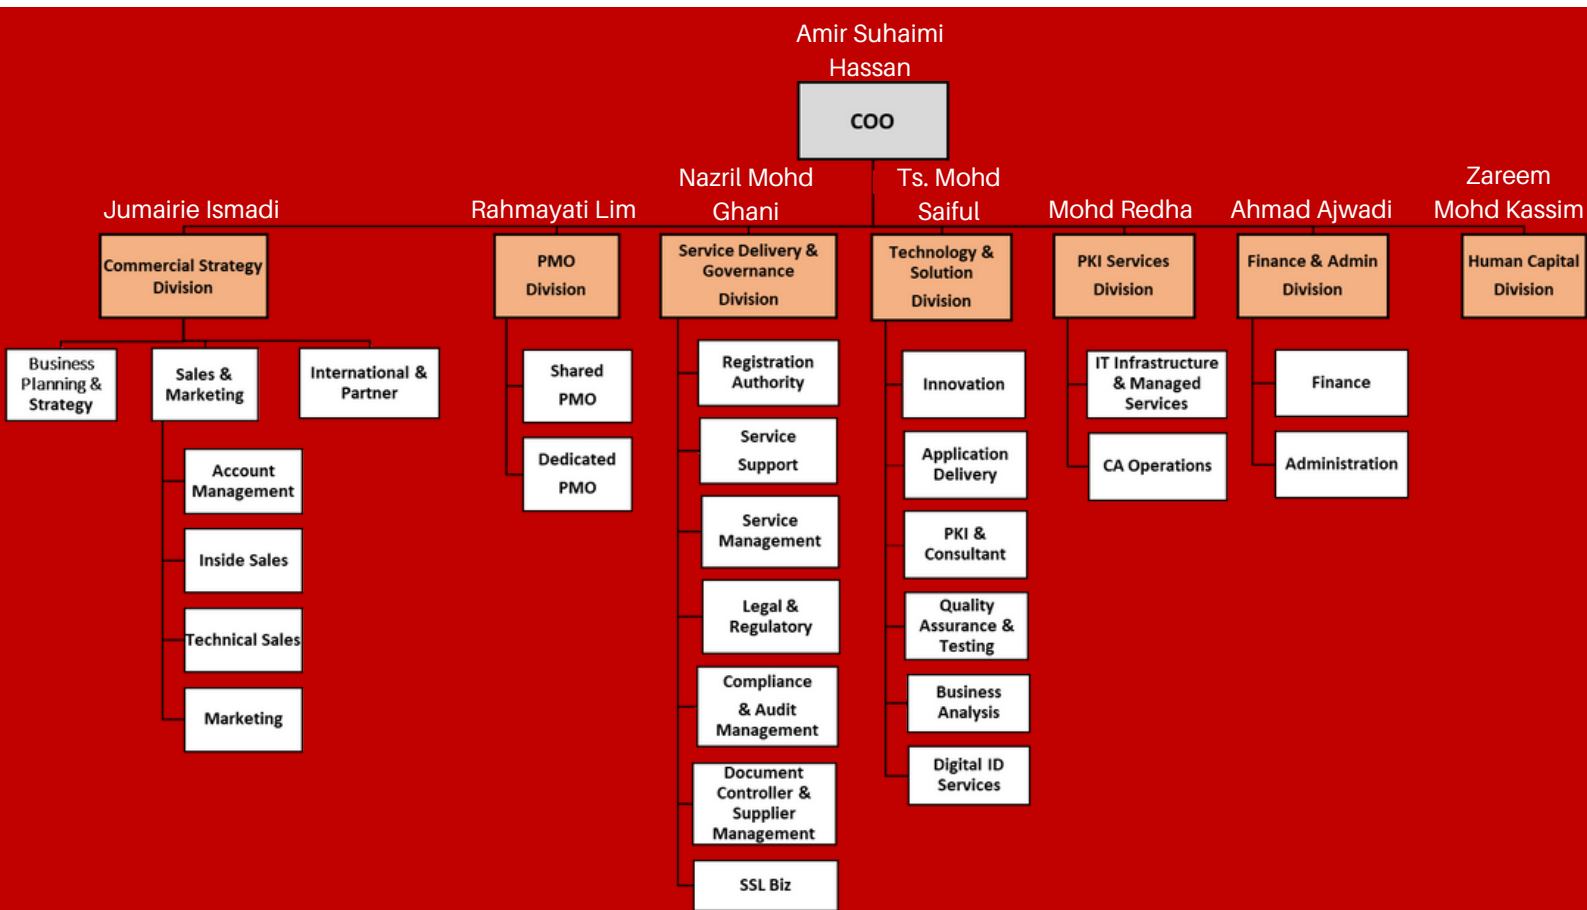 Amir Suhaimi
Hassan
COO
Jumairie Ismadi
Commercial Strategy
Division
Business
Planning &
Strategy
Sales &
Marketing
International &
Partner
Account
Management
Inside Sales
Technical Sales
Marketing
Rahmayati Lim
PMO
Division
Shared
PMO
Dedicated
PMO
Nazril Mohd
Ghani
Service Delivery &
Governance
Division
Registration
Authority
Service
Support
Service
Management
Legal &
Regulatory
Compliance
& Audit
Management
Document
Controller &
Supplier
Management
SSL Biz
Ts. Mohd
Saiful
Technology &
Solution
Division
Innovation
Application
Delivery
PKI &
Consultant
Quality
Assurance &
Testing
Business
Analysis
Digital ID
Services
Mohd Redha
PKI Services
Division
IT Infrastructure
& Managed
Services
CA Operations
Ahmad Ajwadi
Finance & Admin
Division
Finance
Administration
Zareem
Mohd Kassim
Human Capital
Division